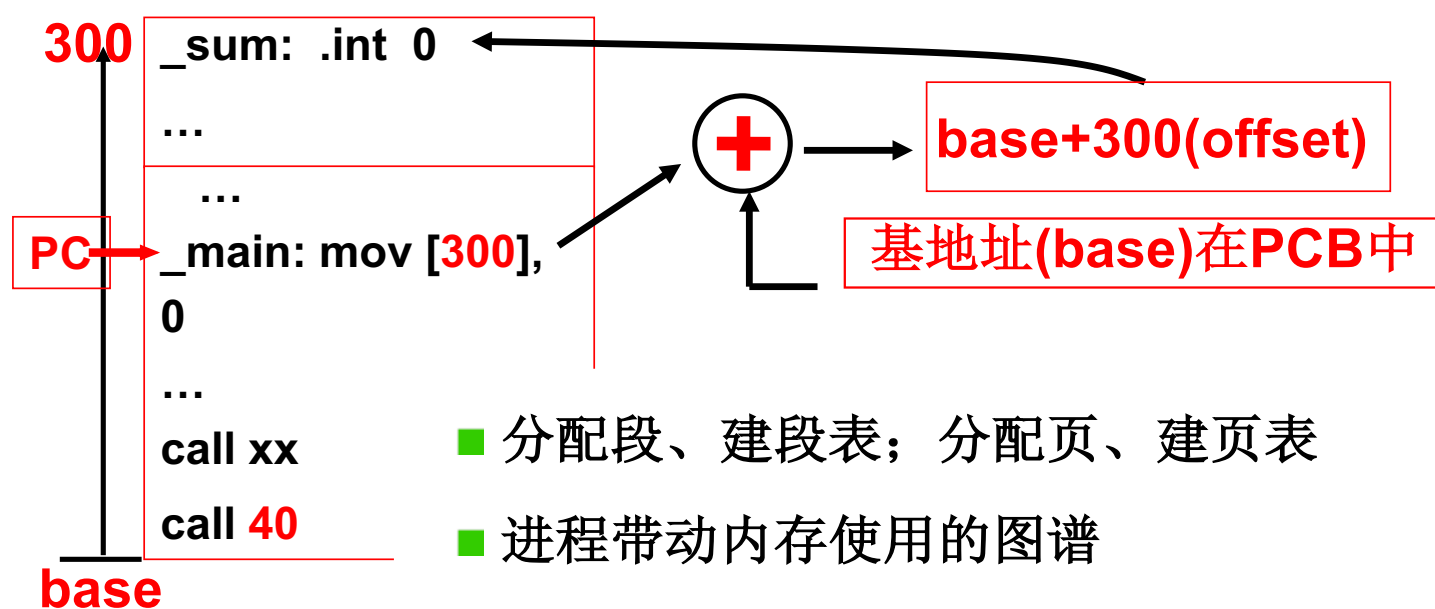 300
_sum: .int 0
…
…
PC
_main: mov [300],
0
…
call xx
call 40
base
+
base+300(offset)
基地址(base)在PCB中
分配段、建段表；分配页、建页表
进程带动内存使用的图谱